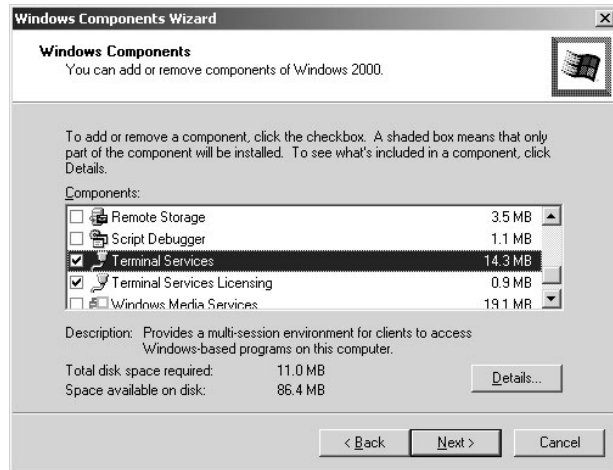 Windows Components Wizard
Windows Components
You can add or remove components of Windows 2000.
To add or remove a component, click the checkbox. A shaded box means that only
part of the component will be installed. To see what's included in a component, click
Details.
Components:
Remote Storage 3.5 MB
Script Debugger 1.1 MB
Terminal Services 14.3 MB
Terminal Services Licensing 0.9 MB
Windows Media Services 19.1 MB
Description: Provides a multi-session environment for clients to access
Windows-based programs on this computer.
Total disk space required: 11.0 MB
Space available on disk: 86.4 MB
Details...
< Back Next > Cancel